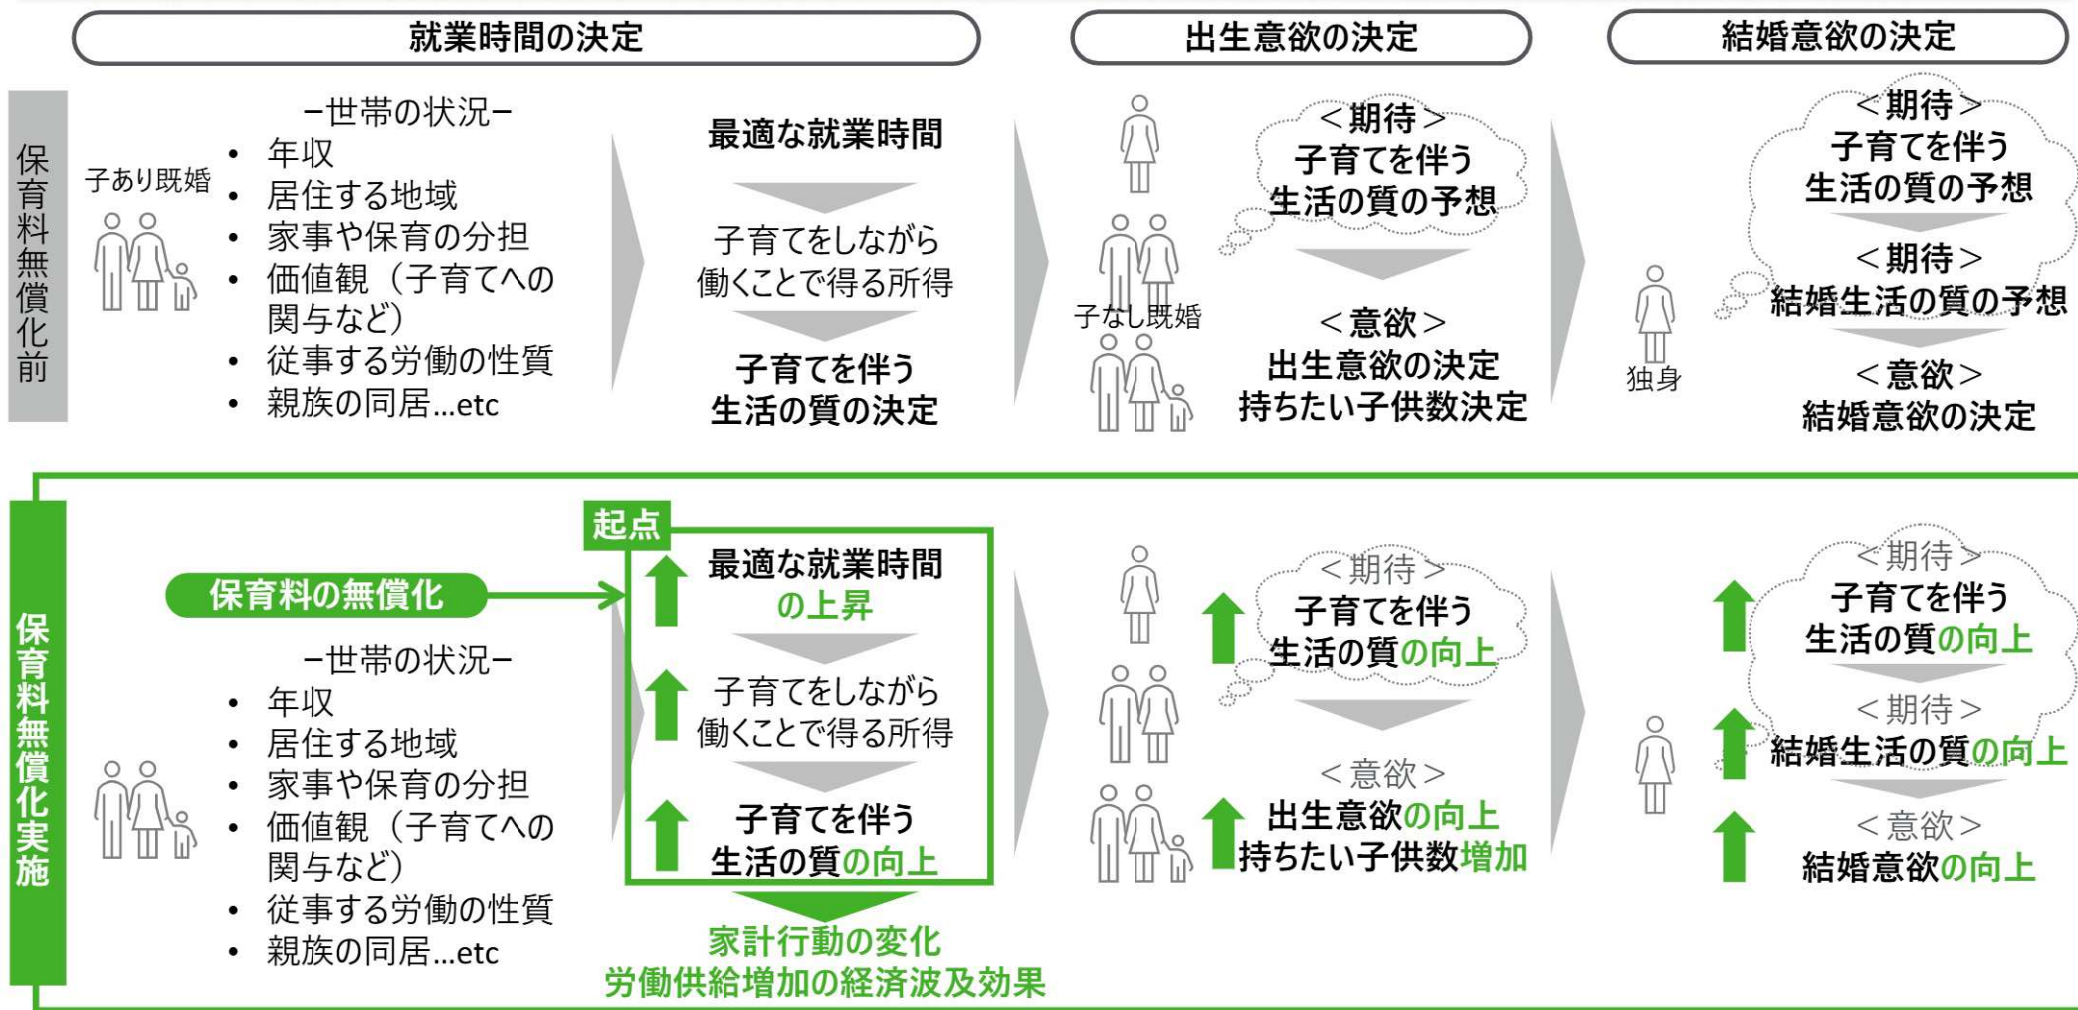 就業時間の決定
出生意欲の決定
結婚意欲の決定
保育料無償化前
子あり既婚
−世帯の状況−
• 年収
• 居住する地域
• 家事や保育の分担
• 価値観（子育てへの
関与など）
• 従事する労働の性質
• 親族の同居...etc
最適な就業時間
子育てをしながら
働くことで得る所得
子育てを伴う
生活の質の決定
子なし既婚
＜期待＞
子育てを伴う
生活の質の予想
＜意欲＞
出生意欲の決定
持ちたい子供数決定
独身
＜期待＞
子育てを伴う
生活の質の予想
＜期待＞
結婚生活の質の予想
＜意欲＞
結婚意欲の決定
保育料無償化実施
保育料の無償化
−世帯の状況−
• 年収
• 居住する地域
• 家事や保育の分担
• 価値観（子育てへの
関与など）
• 従事する労働の性質
• 親族の同居...etc
起点
最適な就業時間
の上昇
子育てをしながら
働くことで得る所得
子育てを伴う
生活の質の向上
家計行動の変化
労働供給増加の経済波及効果
＜期待＞
子育てを伴う
生活の質の向上
＜意欲＞
出生意欲の向上
持ちたい子供数増加
＜期待＞
子育てを伴う
生活の質の向上
＜期待＞
結婚生活の質の向上
＜意欲＞
結婚意欲の向上